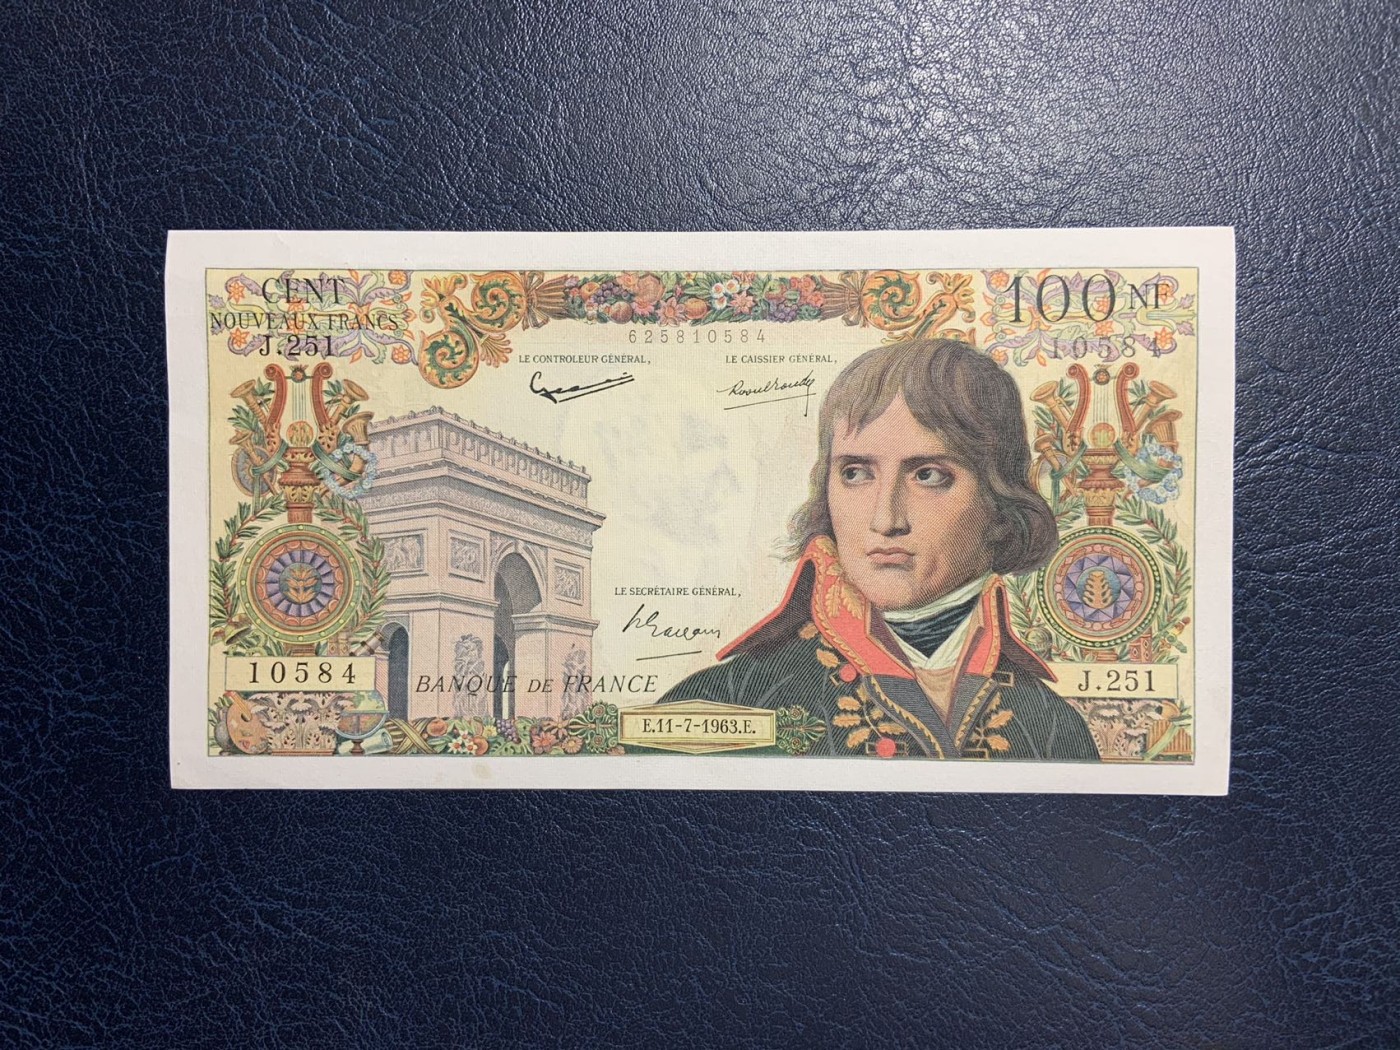 CENT
NOUVEAUX FRANCS
J.251
100 NF
10584
625810584
LE CONTROLEUR GÉNÉRAL,
LE CAISSIER GÉNÉRAL,
LE SECRÉTAIRE GÉNÉRAL,
10584
J.251
BANQUE DE FRANCE
E.11-7-1963.E.